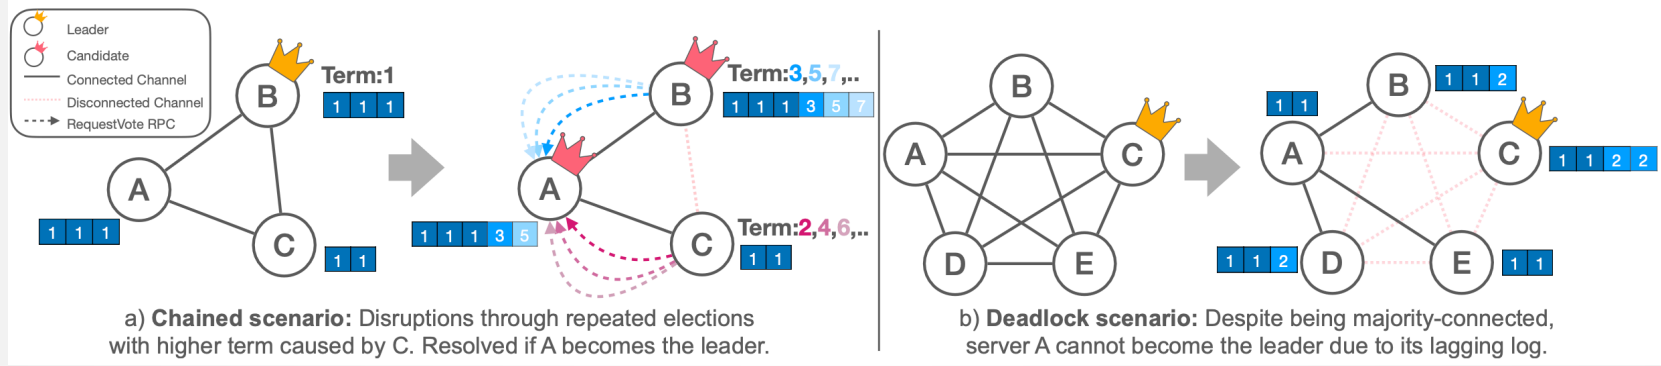 Leader
Candidate
Connected Channel
Disconnected Channel
RequestVote RPC
B
Term:1
1 1 1
A
1 1 1
C
1 1
B
Term:3,5,7,..
1 1 1 3 5 7
A
1 1 1 3 5
C
Term:2,4,6,..
1 1
a) Chained scenario: Disruptions through repeated elections
with higher term caused by C. Resolved if A becomes the leader.
B
A
C
D
E
B
1 1 2
1 1
A
C
1 1 2 2
1 1 2
D
E
1 1
b) Deadlock scenario: Despite being majority-connected,
server A cannot become the leader due to its lagging log.